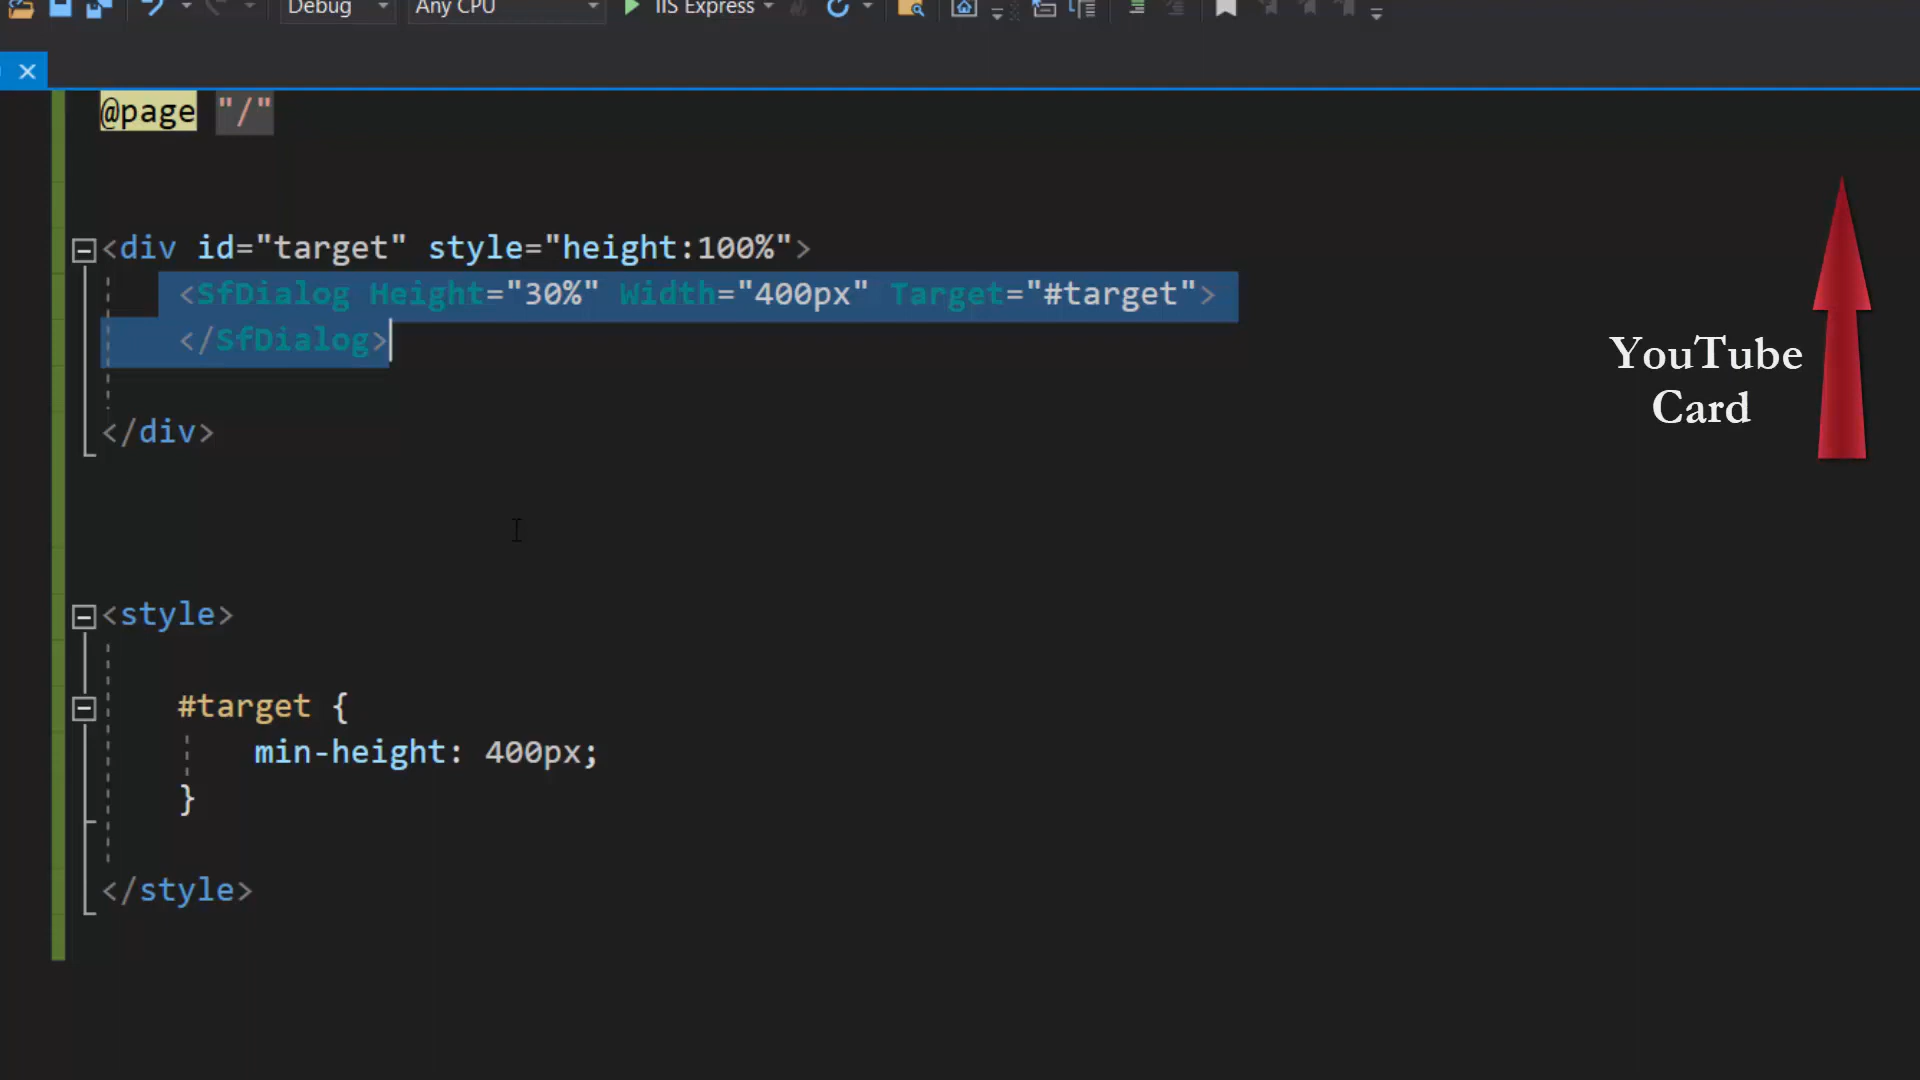 Debug Any CPU IIS Express
@page "/"
<div id="target" style="height:100%">
<SfDialog Height="30%" Width="400px" Target="#target">
</SfDialog>
</div>
YouTube
Card
<style>
#target {
min-height: 400px;
}
</style>